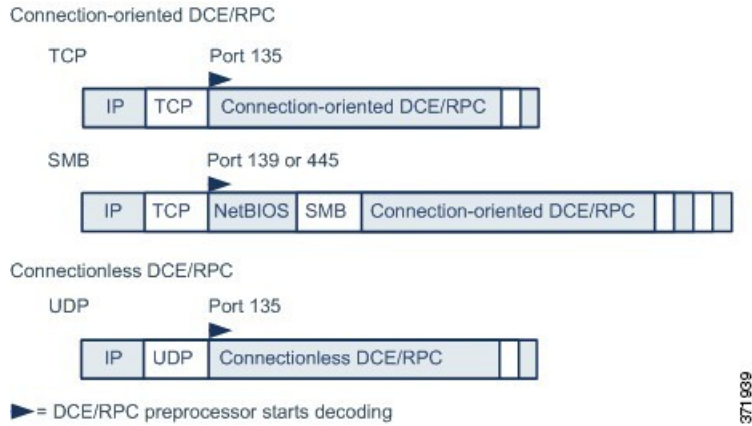 Connection-oriented DCE/RPC
TCP Port 135
IP TCP Connection-oriented DCE/RPC
SMB Port 139 or 445
IP TCP NetBIOS SMB Connection-oriented DCE/RPC
Connectionless DCE/RPC
UDP Port 135
IP UDP Connectionless DCE/RPC
= DCE/RPC preprocessor starts decoding
371939